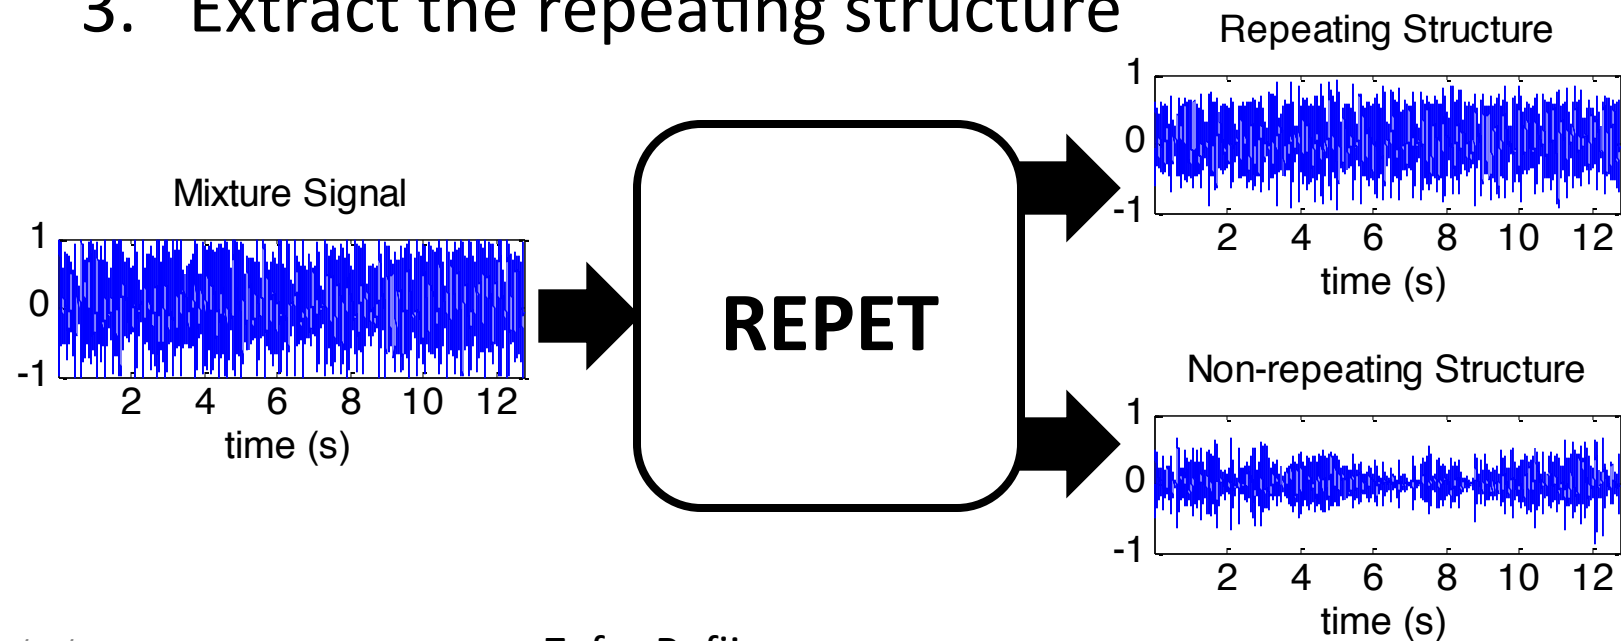 3. Extract the repeating structure
Mixture Signal
1
0
-1
2 4 6 8 10 12
time (s)
REPET
Repeating Structure
1
0
-1
2 4 6 8 10 12
time (s)
Non-repeating Structure
1
0
-1
2 4 6 8 10 12
time (s)